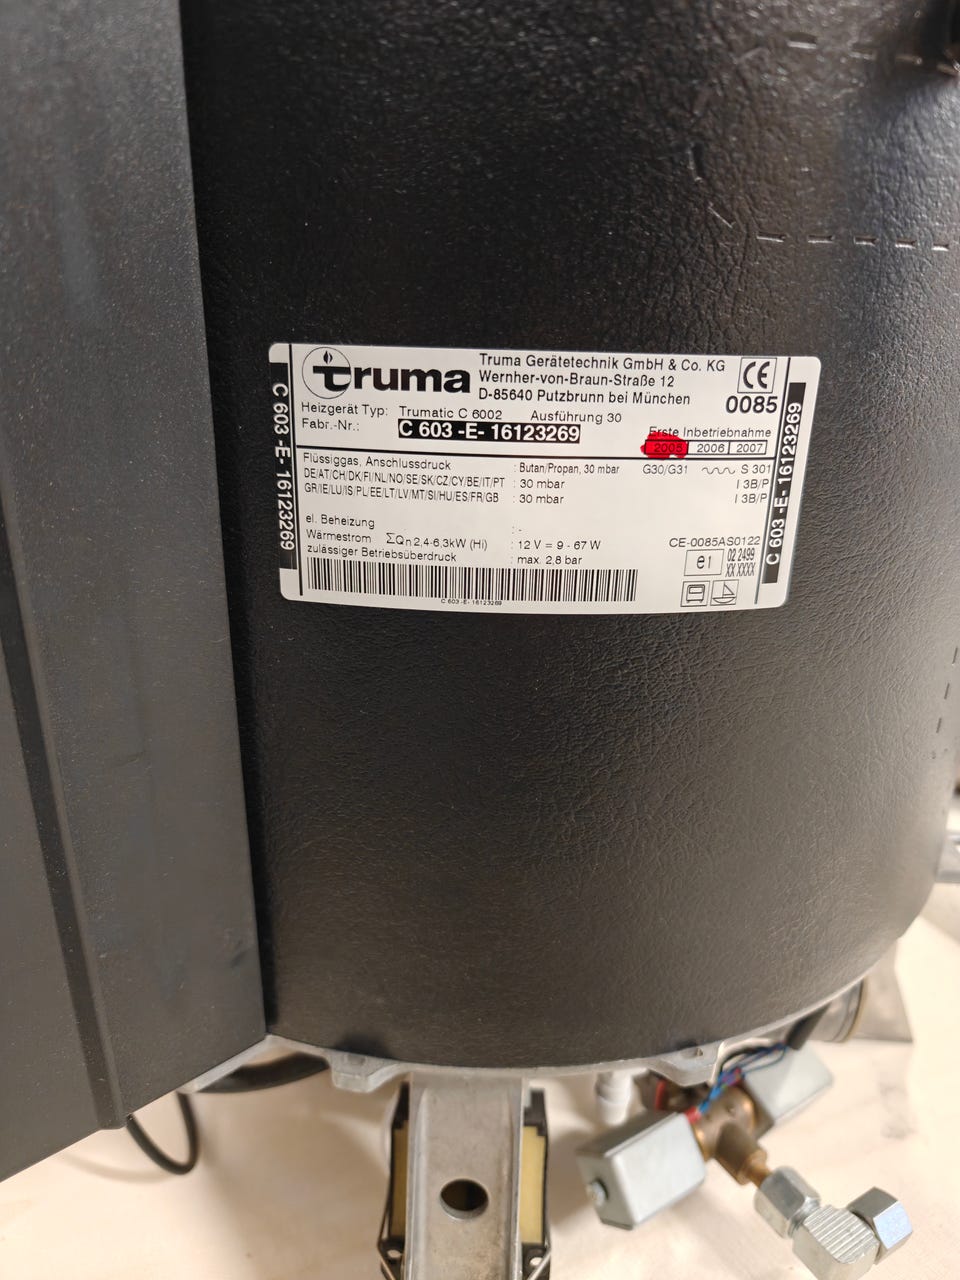 truma
Truma Gerätetechnik GmbH & Co. KG
Wernher-von-Braun-Straße 12
D-85640 Putzbrunn bei München
CE
0085
Heizgerät Typ: Trumatic C 6002 Ausführung 30
Fabr.-Nr.: C 603 -E- 16123269
Erste Inbetriebnahme
2005 2006 2007
Flüssiggas, Anschlussdruck : Butan/Propan, 30 mbar G30/G31 S 301
DE/AT/CH/DK/FI/NL/NO/SE/SK/CZ/CY/BE/IT/PT : 30 mbar I 3B/P
GR/IE/LU/IS/PL/EE/LT/LV/MT/SI/HU/ES/FR/GB : 30 mbar I 3B/P
el. Beheizung : -
Wärmestrom ΣQn 2,4-6,3kW (Hi) : 12 V = 9 - 67 W
zulässiger Betriebsüberdruck : max. 2,8 bar
CE-0085AS0122
e1 02 2499
XX XXXX
C 603 -E- 16123269
C 603 -E- 16123269
C 603 -E- 16123269